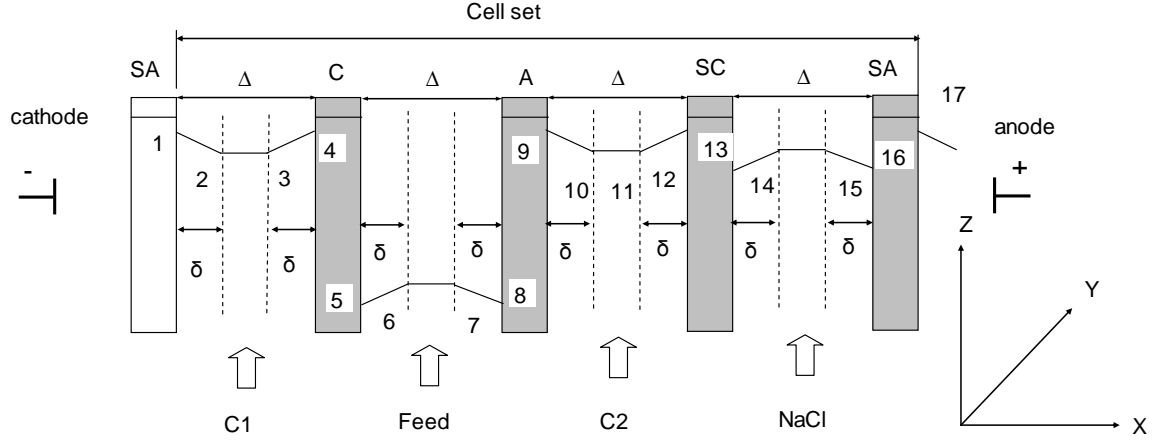 Cell set
SA Δ C Δ A Δ SC Δ SA
17
cathode
anode
1 4 9 13 16
- +
2 3 10 11 12 14 15
Z
δ δ δ δ δ δ δ δ
Y
5 6 7 8
C1 Feed C2 NaCl
X